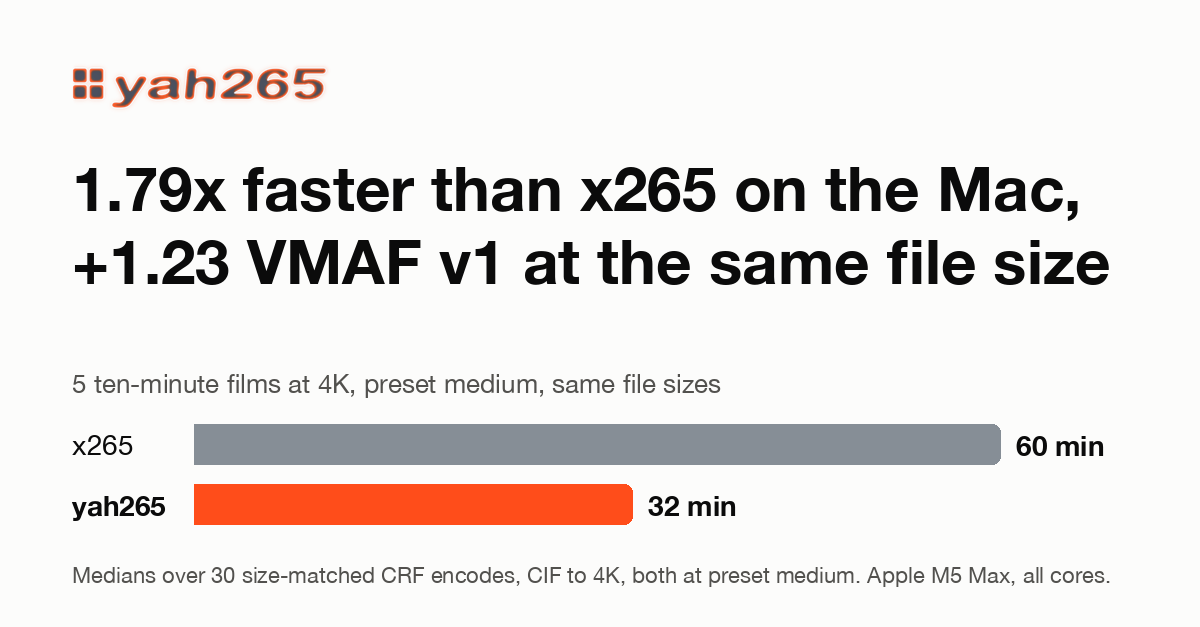 yah265
1.79x faster than x265 on the Mac,
+1.23 VMAF v1 at the same file size
5 ten-minute films at 4K, preset medium, same file sizes
x265 60 min
yah265 32 min
Medians over 30 size-matched CRF encodes, CIF to 4K, both at preset medium. Apple M5 Max, all cores.